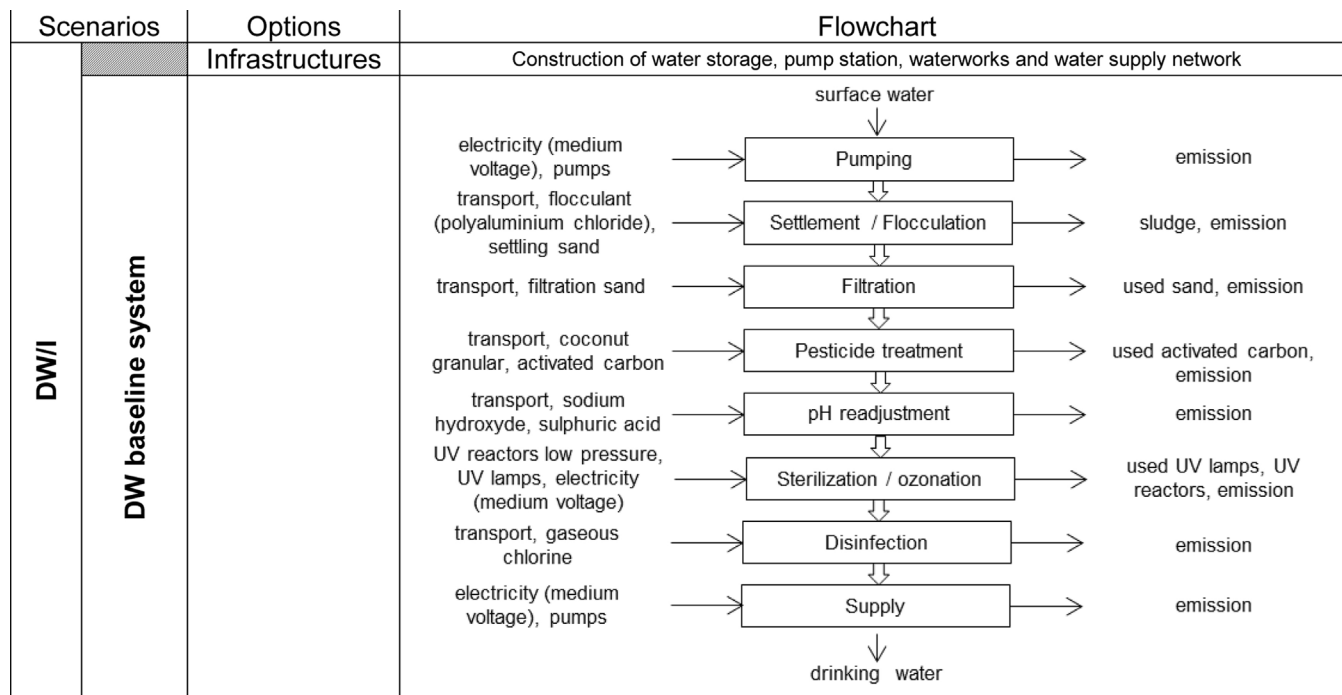 Scenarios
Options
Flowchart
Infrastructures
Construction of water storage, pump station, waterworks and water supply network
DW/I
DW baseline system
surface water
electricity (medium
voltage), pumps
Pumping
emission
transport, flocculant
(polyaluminium chloride),
settling sand
Settlement / Flocculation
sludge, emission
transport, filtration sand
Filtration
used sand, emission
transport, coconut
granular, activated carbon
Pesticide treatment
used activated carbon,
emission
transport, sodium
hydroxyde, sulphuric acid
pH readjustment
emission
UV reactors low pressure,
UV lamps, electricity
(medium voltage)
Sterilization / ozonation
used UV lamps, UV
reactors, emission
transport, gaseous
chlorine
Disinfection
emission
electricity (medium
voltage), pumps
Supply
emission
drinking water